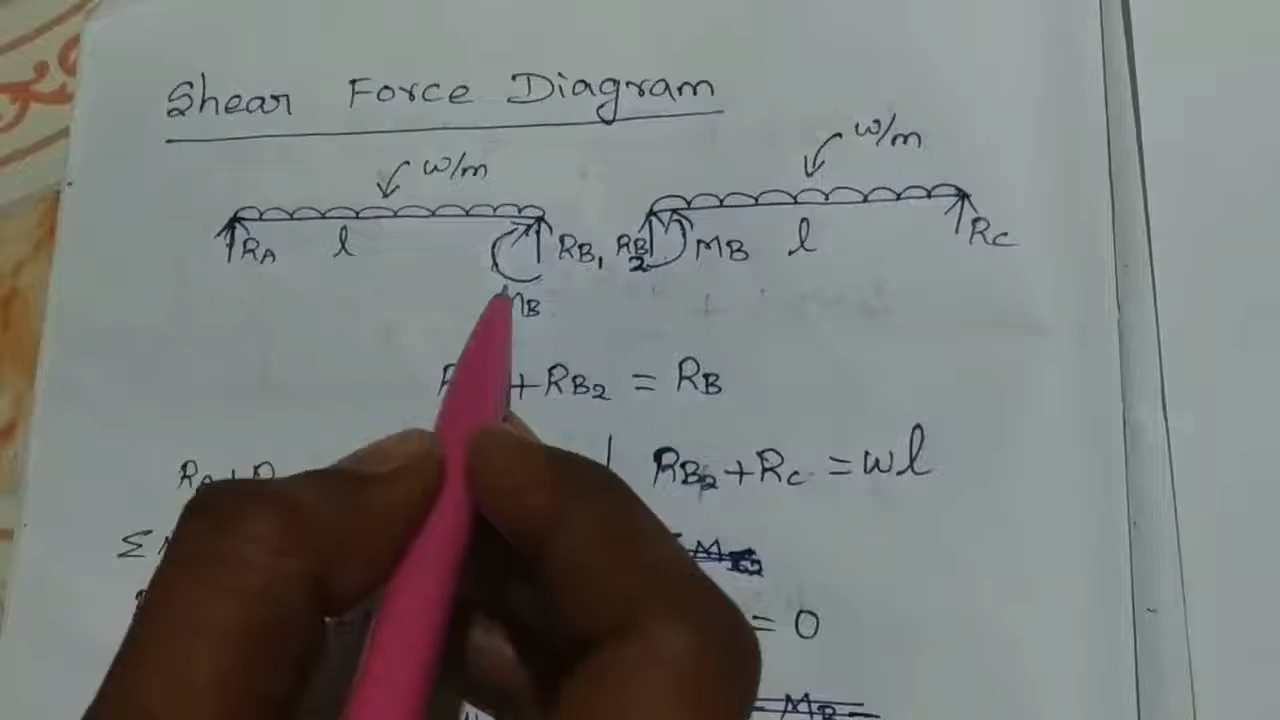 Shear Force Diagram
w/m w/m
RA l RB1 RB2 MB l RC
MB
+ RB2 = RB
RB2 + RC = wl
= 0